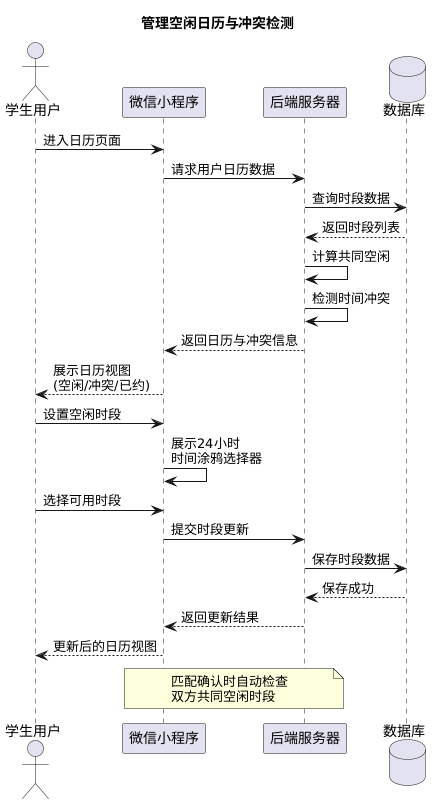 管理空闲日历与冲突检测
学生用户
微信小程序
后端服务器
数据库
进入日历页面
请求用户日历数据
查询时段数据
返回时段列表
计算共同空闲
检测时间冲突
返回日历与冲突信息
展示日历视图
(空闲/冲突/已约)
设置空闲时段
展示24小时
时间涂鸦选择器
选择可用时段
提交时段更新
保存时段数据
保存成功
返回更新结果
更新后的日历视图
匹配确认时自动检查
双方共同空闲时段
学生用户
微信小程序
后端服务器
数据库